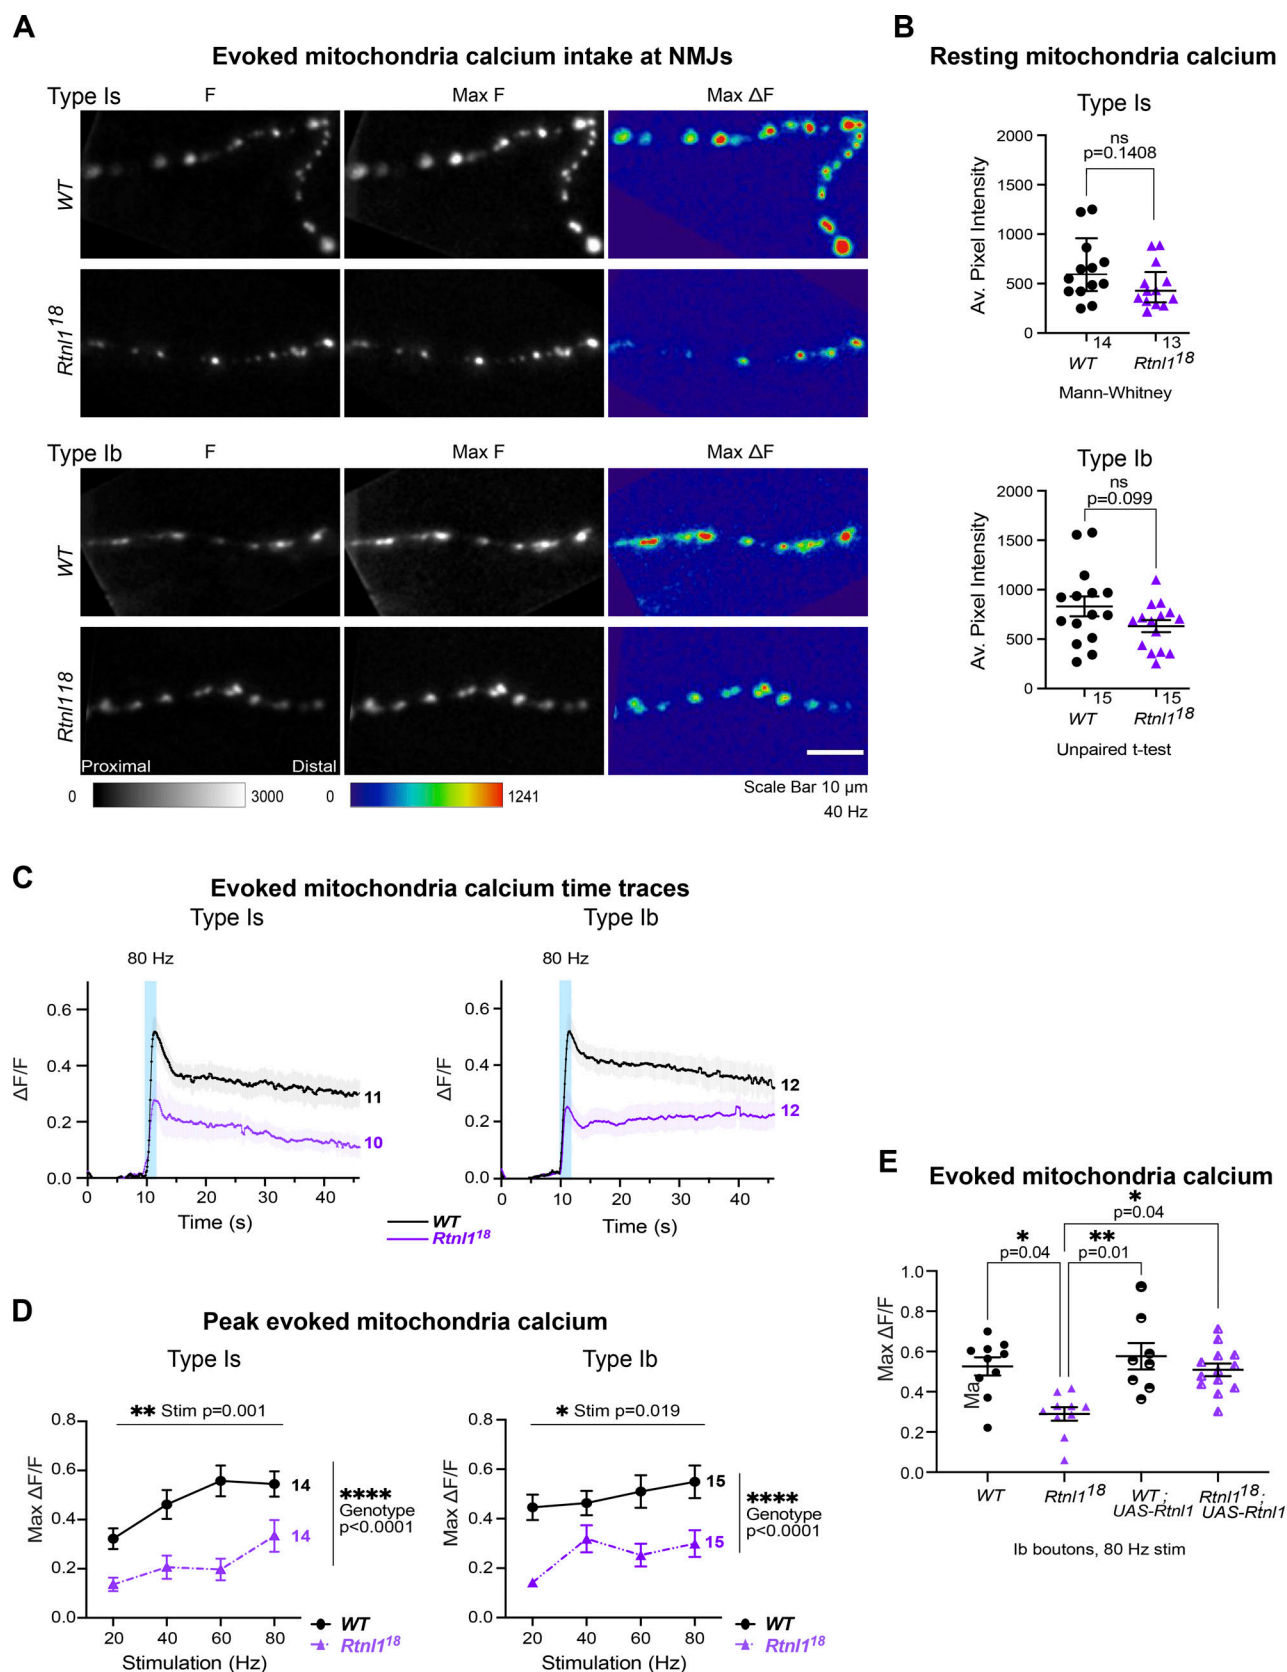 A
Evoked mitochondria calcium intake at NMJs
Type Is
F
Max F
Max ΔF
WT
Rtnl1¹⁸
Type Ib
F
Max F
Max ΔF
WT
Rtnl118
Proximal
Distal
0
3000
0
1241
Scale Bar 10 µm
40 Hz
B
Resting mitochondria calcium
Type Is
2000
1500
1000
500
0
Av. Pixel Intensity
ns
p=0.1408
14
13
WT
Rtnl1¹⁸
Mann-Whitney
Type Ib
2000
1500
1000
500
0
Av. Pixel Intensity
ns
p=0.099
15
15
WT
Rtnl1¹⁸
Unpaired t-test
C
Evoked mitochondria calcium time traces
Type Is
80 Hz
0.6
0.4
0.2
0.0
ΔF/F
11
10
0 10 20 30 40
Time (s)
Type Ib
80 Hz
0.6
0.4
0.2
0.0
ΔF/F
12
12
0 10 20 30 40
Time (s)
WT
Rtnl1¹⁸
D
Peak evoked mitochondria calcium
Type Is
** Stim p=0.001
0.8
0.6
0.4
0.2
0.0
Max ΔF/F
14
14
****
Genotype
p<0.0001
20 40 60 80
Stimulation (Hz)
WT
Rtnl1¹⁸
Type Ib
* Stim p=0.019
0.8
0.6
0.4
0.2
0.0
Max ΔF/F
15
15
****
Genotype
p<0.0001
20 40 60 80
Stimulation (Hz)
WT
Rtnl1¹⁸
E
Evoked mitochondria calcium
*
p=0.04
*
p=0.04
**
p=0.01
1.0
0.8
0.6
0.4
0.2
0.0
Max ΔF/F
Ma
WT
Rtnl1¹⁸
WT ;
UAS-Rtnl1
Rtnl1¹⁸ ;
UAS-Rtnl1
Ib boutons, 80 Hz stim